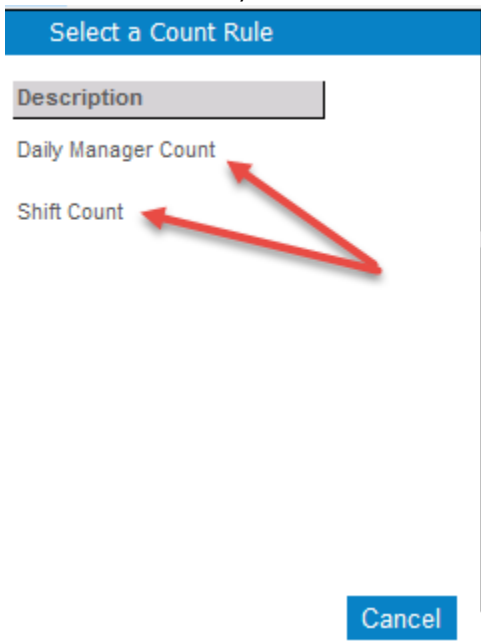 Select a Count Rule
Description
Daily Manager Count
Shift Count
Cancel